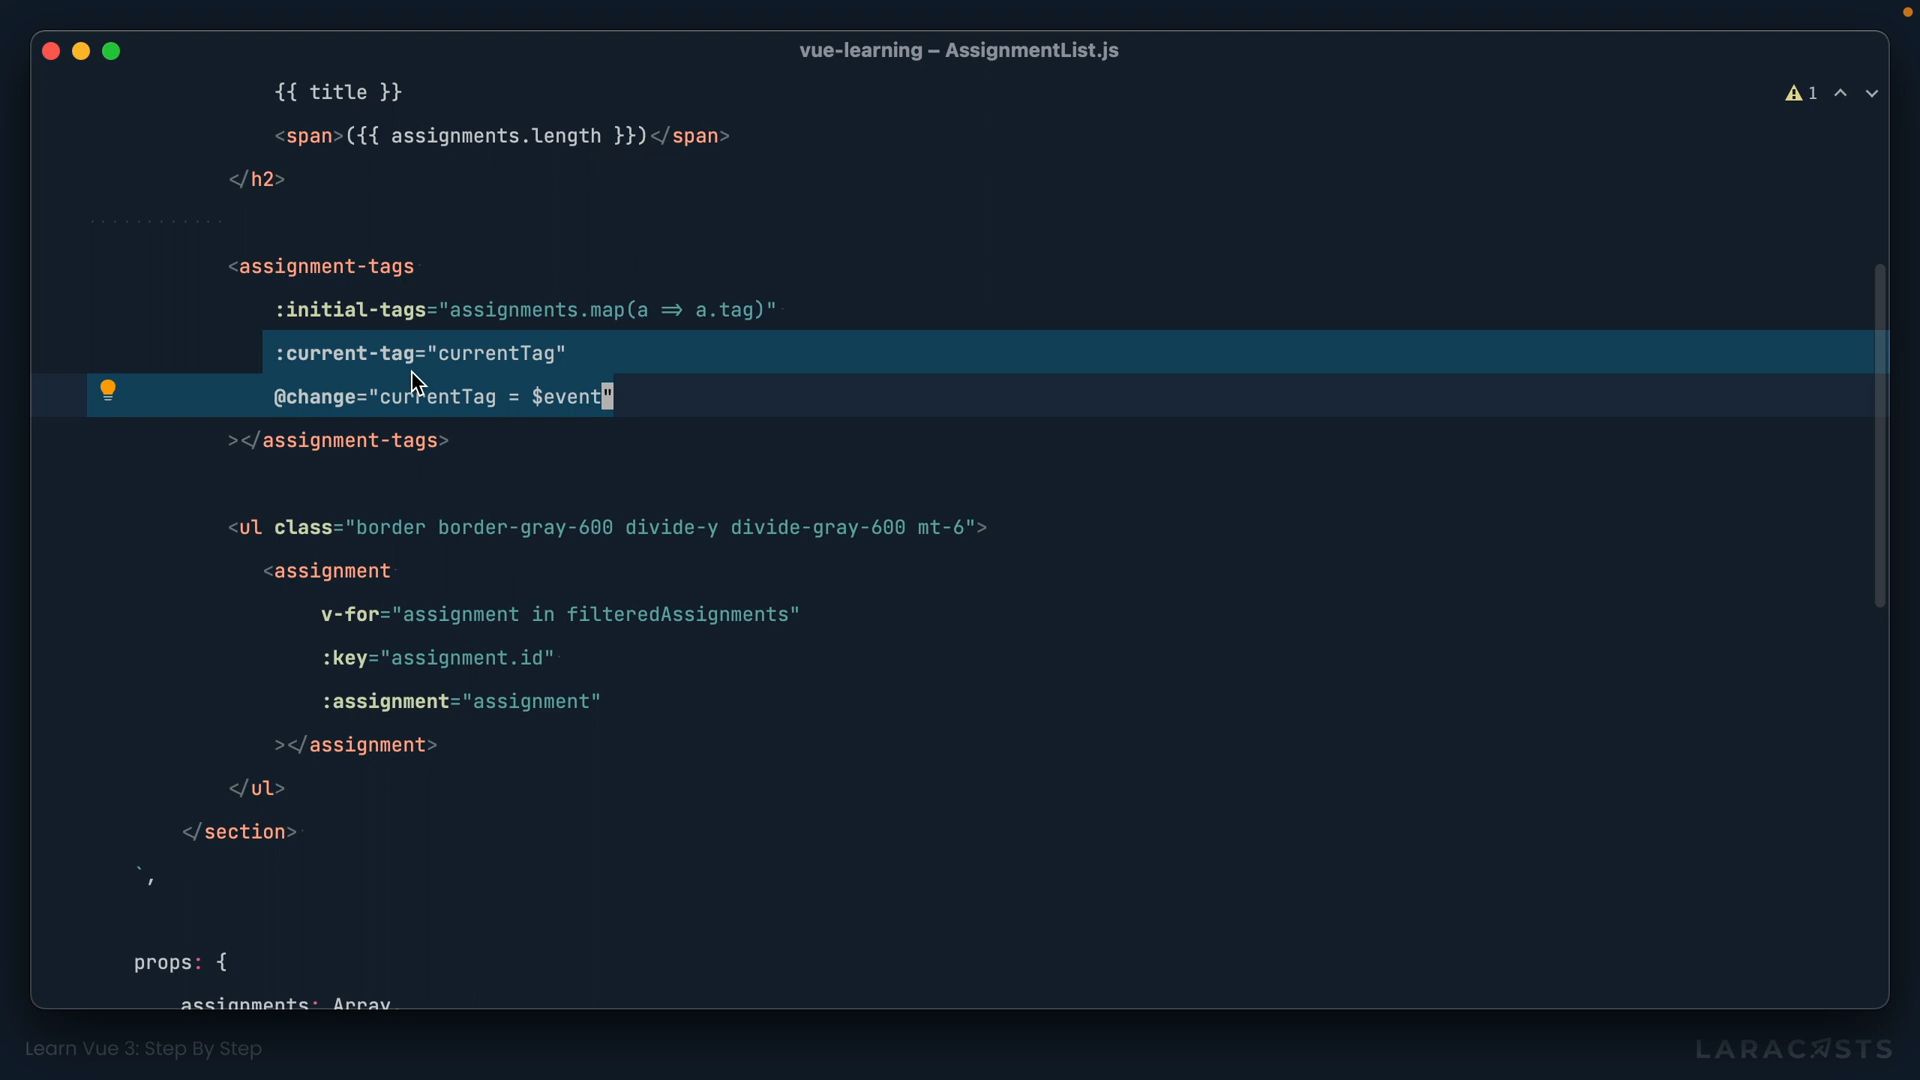 vue-learning – AssignmentList.js
{{ title }}
1
<span>({{ assignments.length }})</span>
</h2>
<assignment-tags
:initial-tags="assignments.map(a => a.tag)"
:current-tag="currentTag"
@change="currentTag = $event"
></assignment-tags>
<ul class="border border-gray-600 divide-y divide-gray-600 mt-6">
<assignment
v-for="assignment in filteredAssignments"
:key="assignment.id"
:assignment="assignment"
></assignment>
</ul>
</section>
`,
props: {
assignments: Array,
Learn Vue 3: Step By Step
LARACASTS